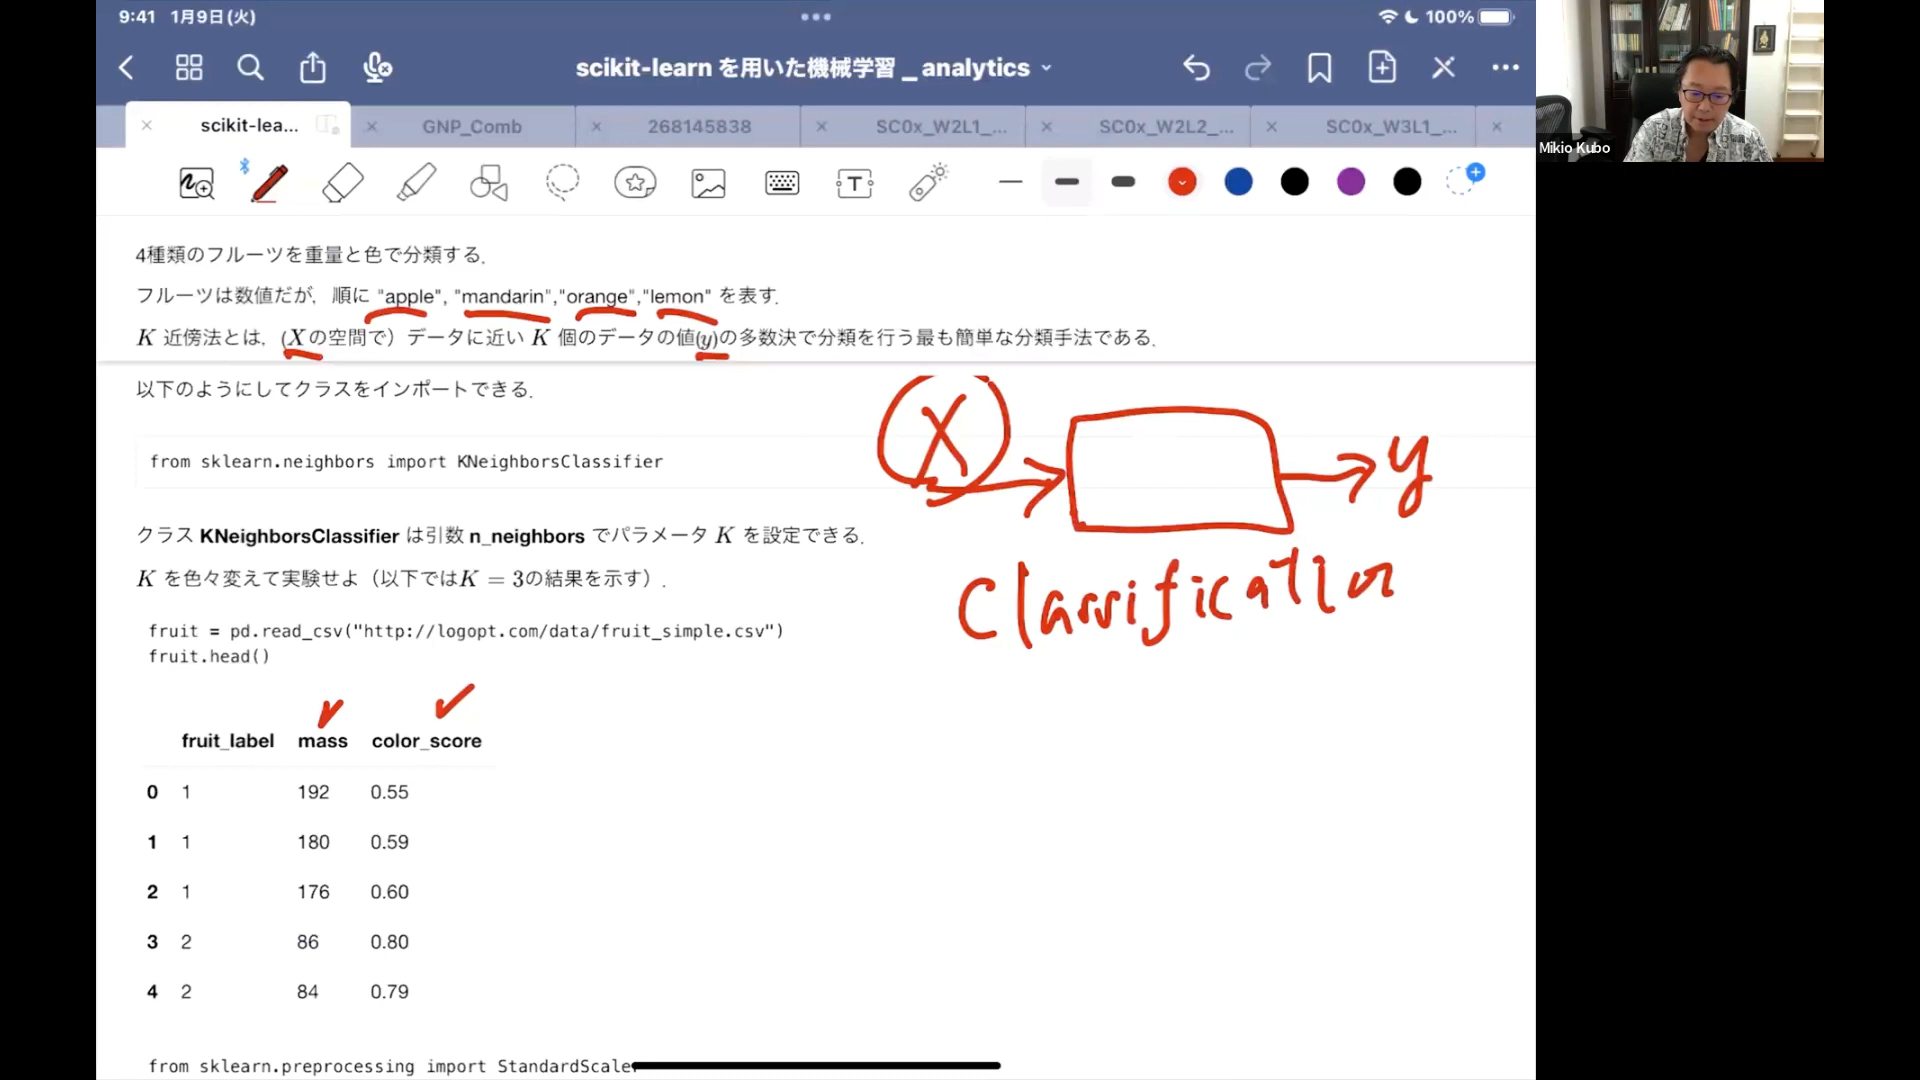 9:41 1月9日(火)
100%
scikit-learn を用いた機械学習 _ analytics
scikit-lea...
GNP_Comb
268145838
SC0x_W2L1_...
SC0x_W2L2_...
SC0x_W3L1_...
Mikio Kubo
4種類のフルーツを重量と色で分類する.
フルーツは数値だが, 順に "apple", "mandarin","orange","lemon" を表す.
K 近傍法とは, (Xの空間で）データに近い K 個のデータの値(y)の多数決で分類を行う最も簡単な分類手法である.
以下のようにしてクラスをインポートできる.
X
y
from sklearn.neighbors import KNeighborsClassifier
クラス KNeighborsClassifier は引数 n_neighbors でパラメータ K を設定できる.
K を色々変えて実験せよ（以下ではK = 3の結果を示す）.
Classification
fruit = pd.read_csv("http://logopt.com/data/fruit_simple.csv")
fruit.head()
fruit_label mass color_score
0 1 192 0.55
1 1 180 0.59
2 1 176 0.60
3 2 86 0.80
4 2 84 0.79
from sklearn.preprocessing import StandardScaler